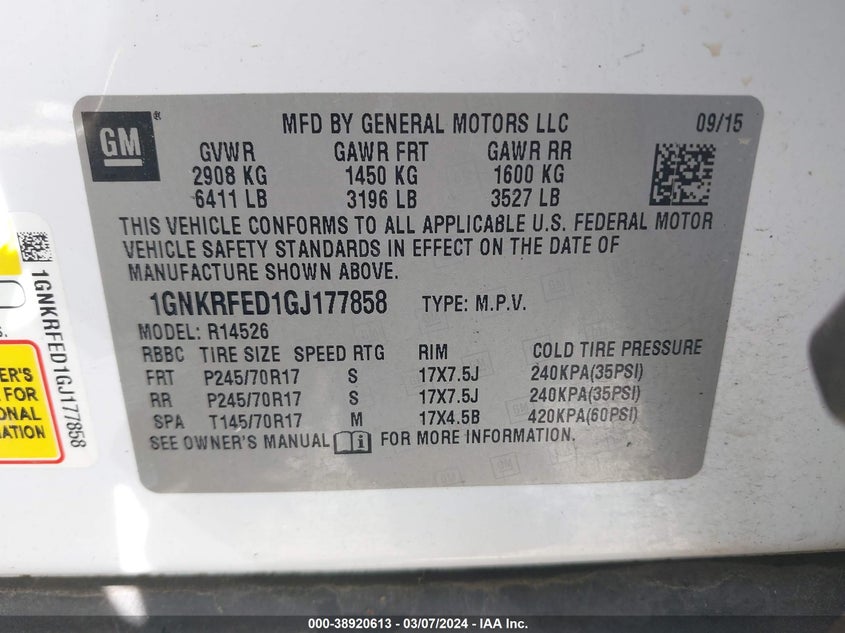 GM
MFD BY GENERAL MOTORS LLC 09/15
GVWR GAWR FRT GAWR RR
2908 KG 1450 KG 1600 KG
6411 LB 3196 LB 3527 LB
THIS VEHICLE CONFORMS TO ALL APPLICABLE U.S. FEDERAL MOTOR
VEHICLE SAFETY STANDARDS IN EFFECT ON THE DATE OF
MANUFACTURE SHOWN ABOVE.
1GNKRFED1GJ177858 TYPE: M.P.V.
MODEL: R14526
RBBC TIRE SIZE SPEED RTG RIM COLD TIRE PRESSURE
FRT P245/70R17 S 17X7.5J 240KPA(35PSI)
RR P245/70R17 S 17X7.5J 240KPA(35PSI)
SPA T145/70R17 M 17X4.5B 420KPA(60PSI)
SEE OWNER'S MANUAL i FOR MORE INFORMATION.
1GNKRFED1GJ177858
000-38920613 - 03/07/2024 - IAA Inc.